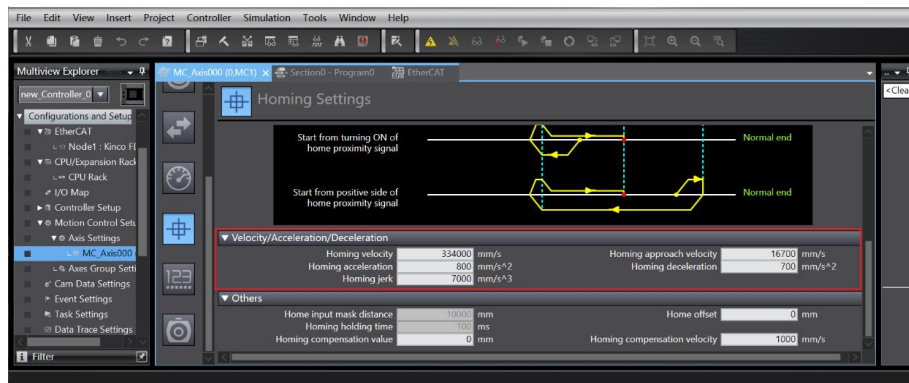 File Edit View Insert Project Controller Simulation Tools Window Help
Multiview Explorer
MC_Axis000 (0,MC1) Section0 - Program0 EtherCAT
new_Controller_0
<Clea
Configurations and Setup
EtherCAT
Node1 : Kinco FI
CPU/Expansion Rack
CPU Rack
I/O Map
Controller Setup
Motion Control Setu
Axis Settings
MC_Axis000
Axes Group Setti
Cam Data Settings
Event Settings
Task Settings
Data Trace Settings
Filter
123
Homing Settings
Start from turning ON of
home proximity signal
Normal end
Start from positive side of
home proximity signal
Normal end
Velocity/Acceleration/Deceleration
Homing velocity 334000 mm/s Homing approach velocity 16700 mm/s
Homing acceleration 800 mm/s^2 Homing deceleration 700 mm/s^2
Homing jerk 7000 mm/s^3
Others
Home input mask distance 10000 mm Home offset 0 mm
Homing holding time 100 ms
Homing compensation value 0 mm Homing compensation velocity 1000 mm/s